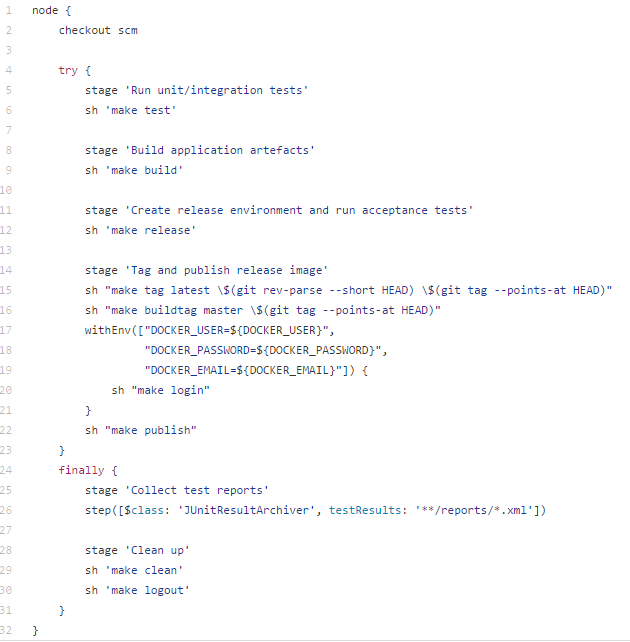 1 node {
2     checkout scm
3
4     try {
5         stage 'Run unit/integration tests'
6         sh 'make test'
7
8         stage 'Build application artefacts'
9         sh 'make build'
10
11         stage 'Create release environment and run acceptance tests'
12         sh 'make release'
13
14         stage 'Tag and publish release image'
15         sh "make tag latest \$(git rev-parse --short HEAD) \$(git tag --points-at HEAD)"
16         sh "make buildtag master \$(git tag --points-at HEAD)"
17         withEnv(["DOCKER_USER=${DOCKER_USER}",
18                  "DOCKER_PASSWORD=${DOCKER_PASSWORD}",
19                  "DOCKER_EMAIL=${DOCKER_EMAIL}"]) {
20             sh "make login"
21         }
22         sh "make publish"
23     }
24     finally {
25         stage 'Collect test reports'
26         step([$class: 'JUnitResultArchiver', testResults: '**/reports/*.xml'])
27
28         stage 'Clean up'
29         sh 'make clean'
30         sh 'make logout'
31     }
32 }